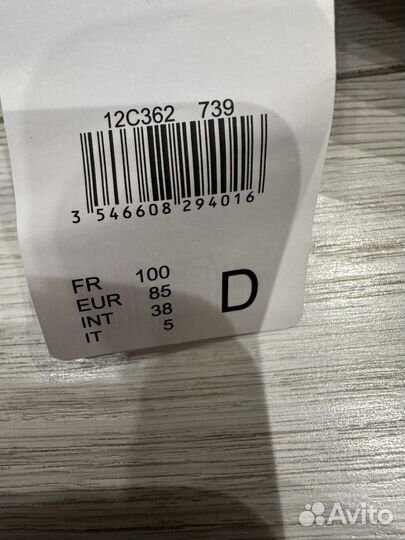 12C362 739
3 546608 294016
FR 100
EUR 85
INT 38
IT 5
D
Avito